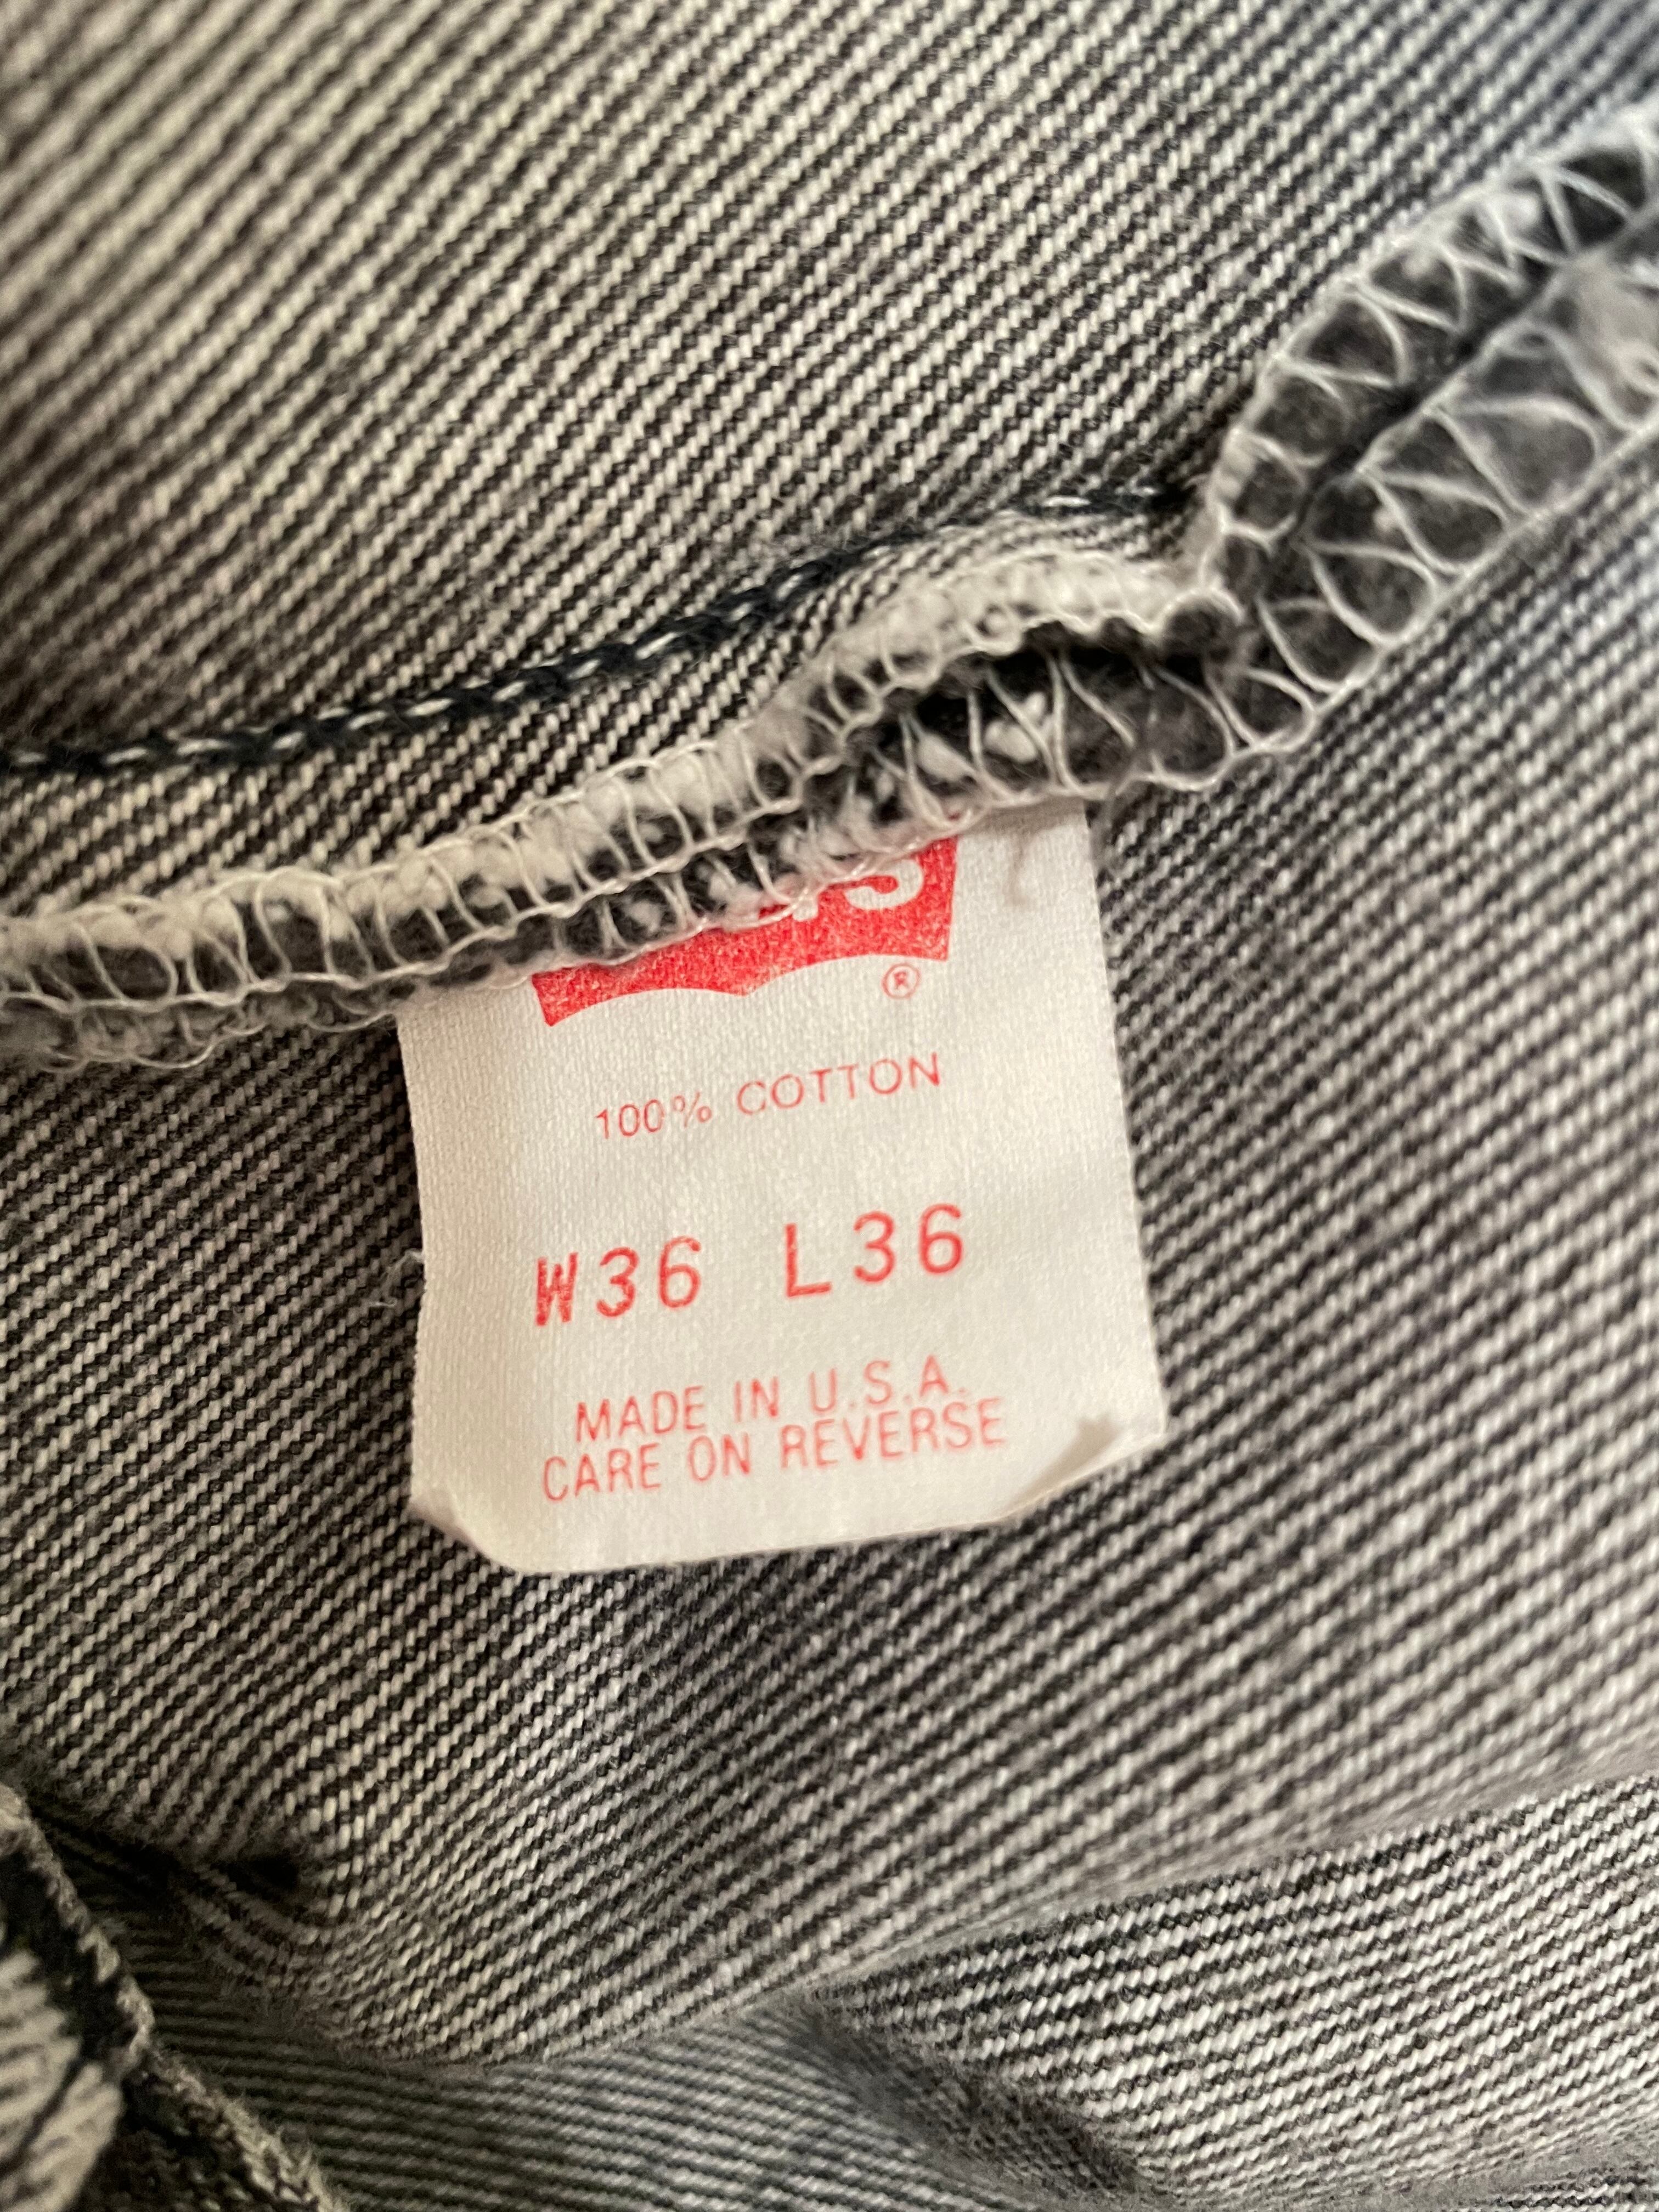 ®
100% COTTON
W36 L36
MADE IN U.S.A.
CARE ON REVERSE